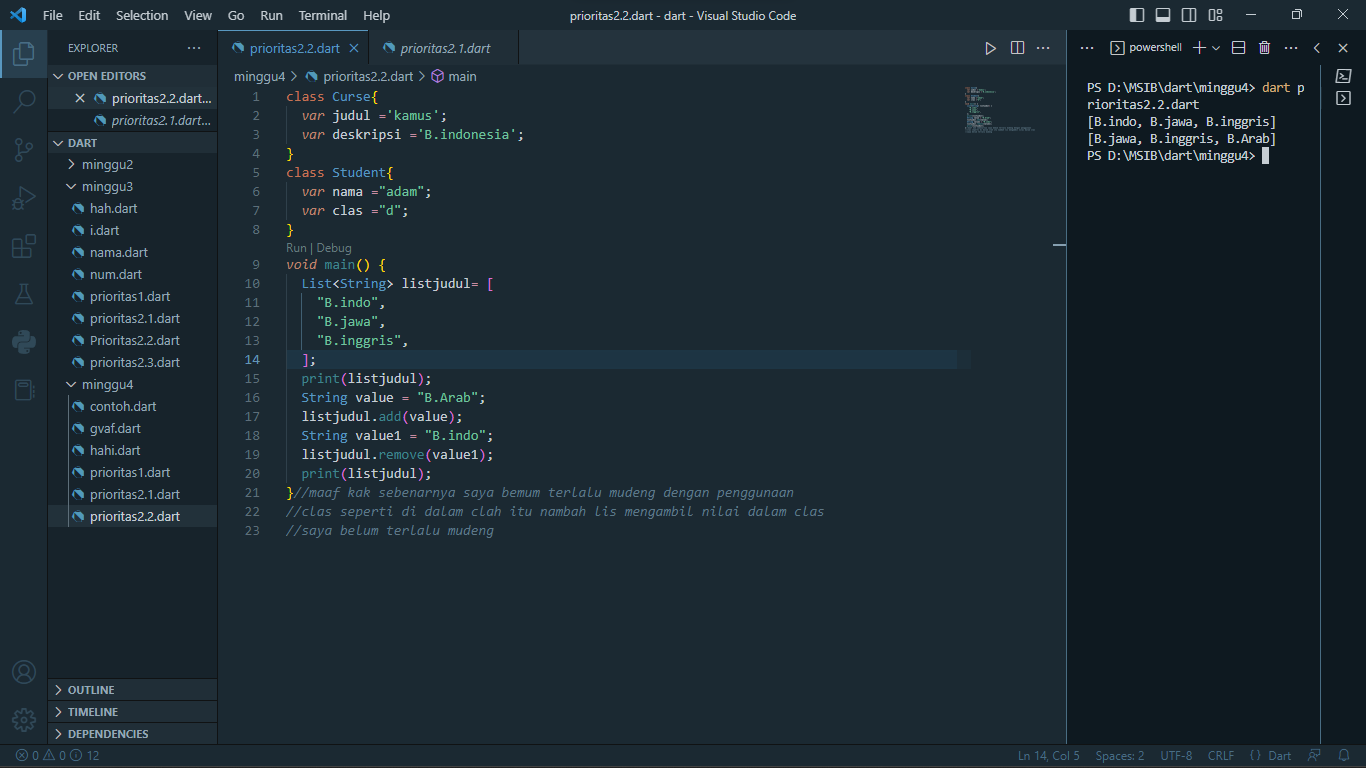 File Edit Selection View Go Run Terminal Help
prioritas2.2.dart - dart - Visual Studio Code
EXPLORER
OPEN EDITORS
prioritas2.2.dart...
prioritas2.1.dart...
DART
minggu2
minggu3
hah.dart
i.dart
nama.dart
num.dart
prioritas1.dart
prioritas2.1.dart
Prioritas2.2.dart
prioritas2.3.dart
minggu4
contoh.dart
gvaf.dart
hahi.dart
prioritas1.dart
prioritas2.1.dart
prioritas2.2.dart
OUTLINE
TIMELINE
DEPENDENCIES
prioritas2.2.dart prioritas2.1.dart
minggu4 > prioritas2.2.dart > main
1 class Curse{
2 var judul ='kamus';
3 var deskripsi ='B.indonesia';
4 }
5 class Student{
6 var nama ="adam";
7 var clas ="d";
8 }
Run | Debug
9 void main() {
10 List<String> listjudul= [
11 "B.indo",
12 "B.jawa",
13 "B.inggris",
14 ];
15 print(listjudul);
16 String value = "B.Arab";
17 listjudul.add(value);
18 String value1 = "B.indo";
19 listjudul.remove(value1);
20 print(listjudul);
21 }//maaf kak sebenarnya saya bemum terlalu mudeng dengan penggunaan
22 //clas seperti di dalam clah itu nambah lis mengambil nilai dalam clas
23 //saya belum terlalu mudeng
powershell
PS D:\MSIB\dart\minggu4> dart p
rioritas2.2.dart
[B.indo, B.jawa, B.inggris]
[B.jawa, B.inggris, B.Arab]
PS D:\MSIB\dart\minggu4>
0 0 12
Ln 14, Col 5 Spaces: 2 UTF-8 CRLF { } Dart